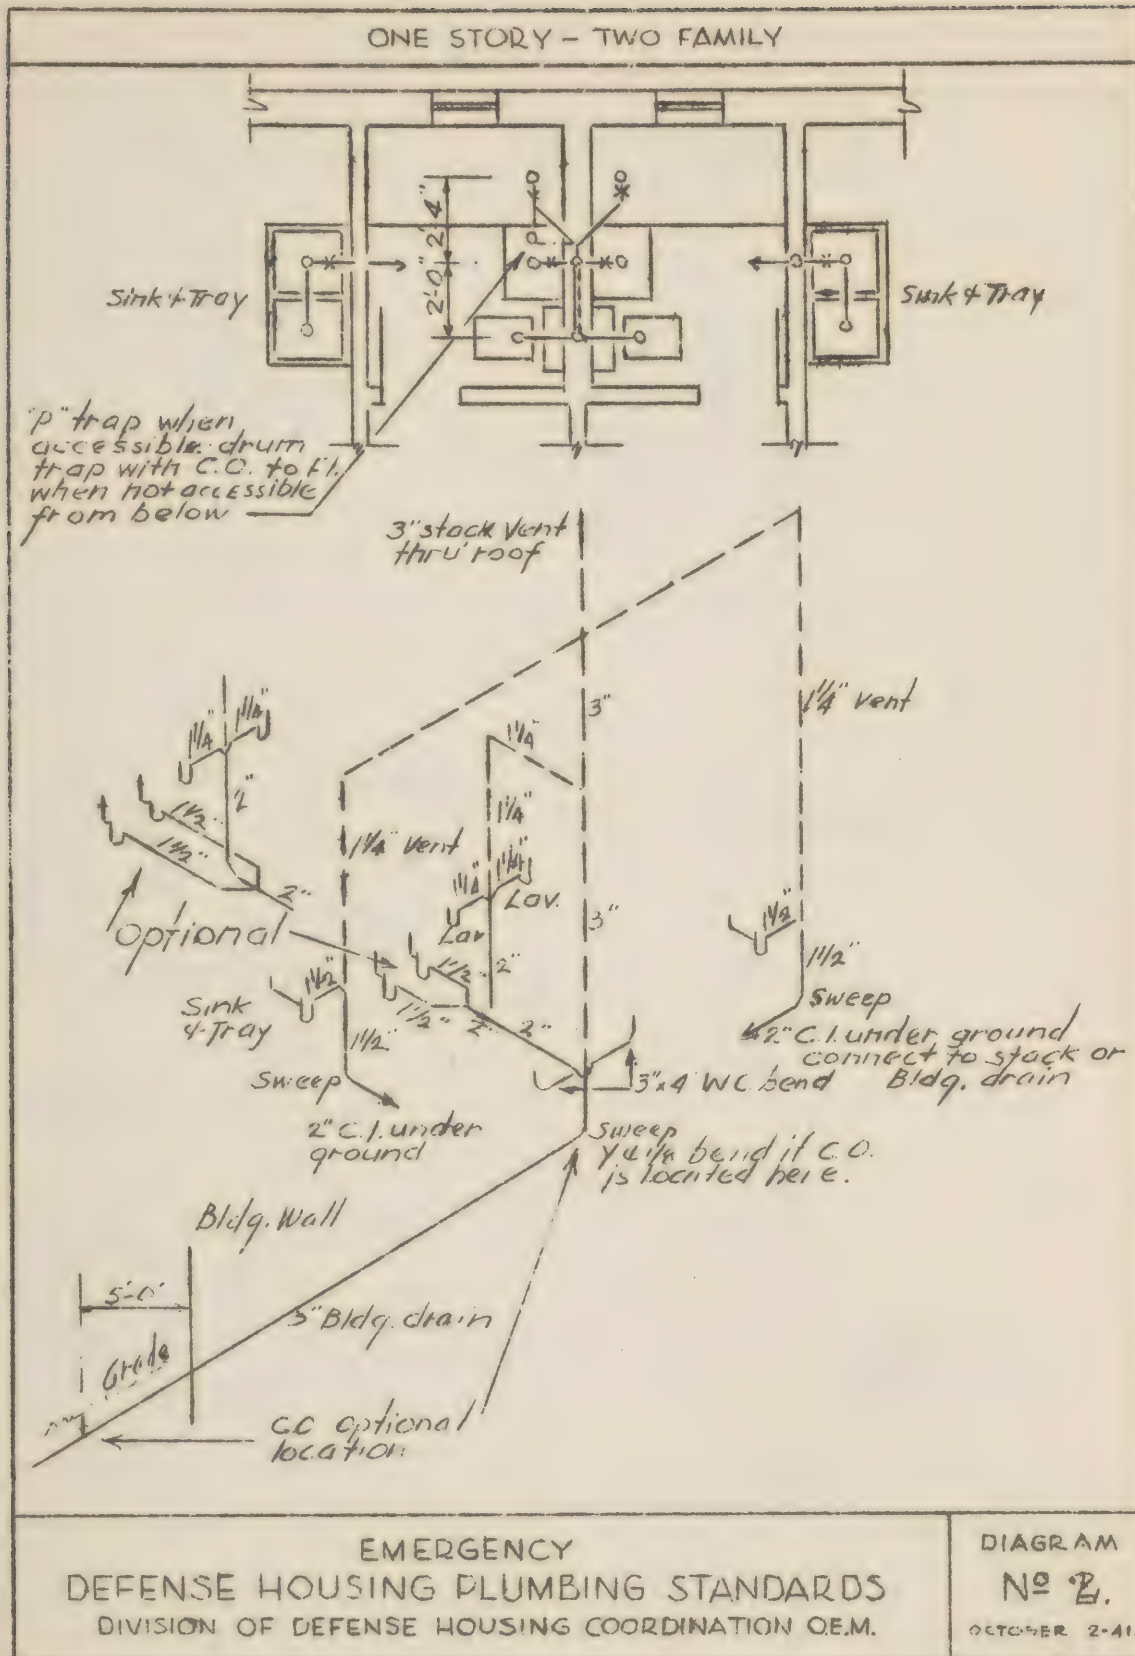 ONE STORY - TWO FAMILY
2'-4"
2'-0"
P.
Sink & Tray
Sink & Tray
"P" trap when
accessible. drum
trap with C.O. to Fl.
when not accessible
from below
3" stack vent
thru' roof
3"
1¼" vent
1¼"
1¼"
1¼"
2"
1½"
1½"
2"
Optional
1¼" vent
1¼"
1¼"
1¼"
Lav.
Lav
3"
1½"
1½"
Sweep
2" C.I. under ground
connect to stack or
Bldg. drain
2"
1½"
1½"
2"
2"
1½"
Sink
& Tray
1½"
Sweep
2" C.I. under
ground
3"x4 WC bend
Sweep
Y & ⅛ bend if C.O.
is located here.
Bldg. Wall
5'-0"
3" Bldg. drain
Grade
C.O optional
location
EMERGENCY
DEFENSE HOUSING PLUMBING STANDARDS
DIVISION OF DEFENSE HOUSING COORDINATION O.E.M.
DIAGRAM
Nº
OCTOBER 2-41